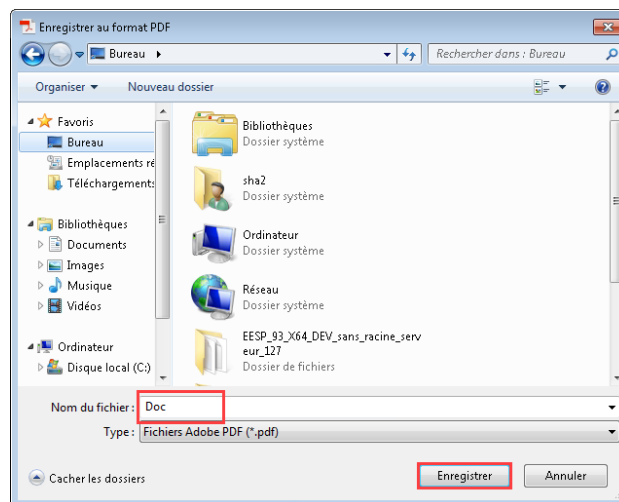 Enregistrer au format PDF
Bureau
Rechercher dans : Bureau
Organiser
Nouveau dossier
Favoris
Bureau
Emplacements ré
Téléchargement
Bibliothèques
Documents
Images
Musique
Vidéos
Ordinateur
Disque local (C:)
Bibliothèques
Dossier système
sha2
Dossier système
Ordinateur
Dossier système
Réseau
Dossier système
EESP_93_X64_DEV_sans_racine_serv
eur_127
Dossier de fichiers
Nom du fichier : Doc
Type : Fichiers Adobe PDF (*.pdf)
Cacher les dossiers
Enregistrer
Annuler